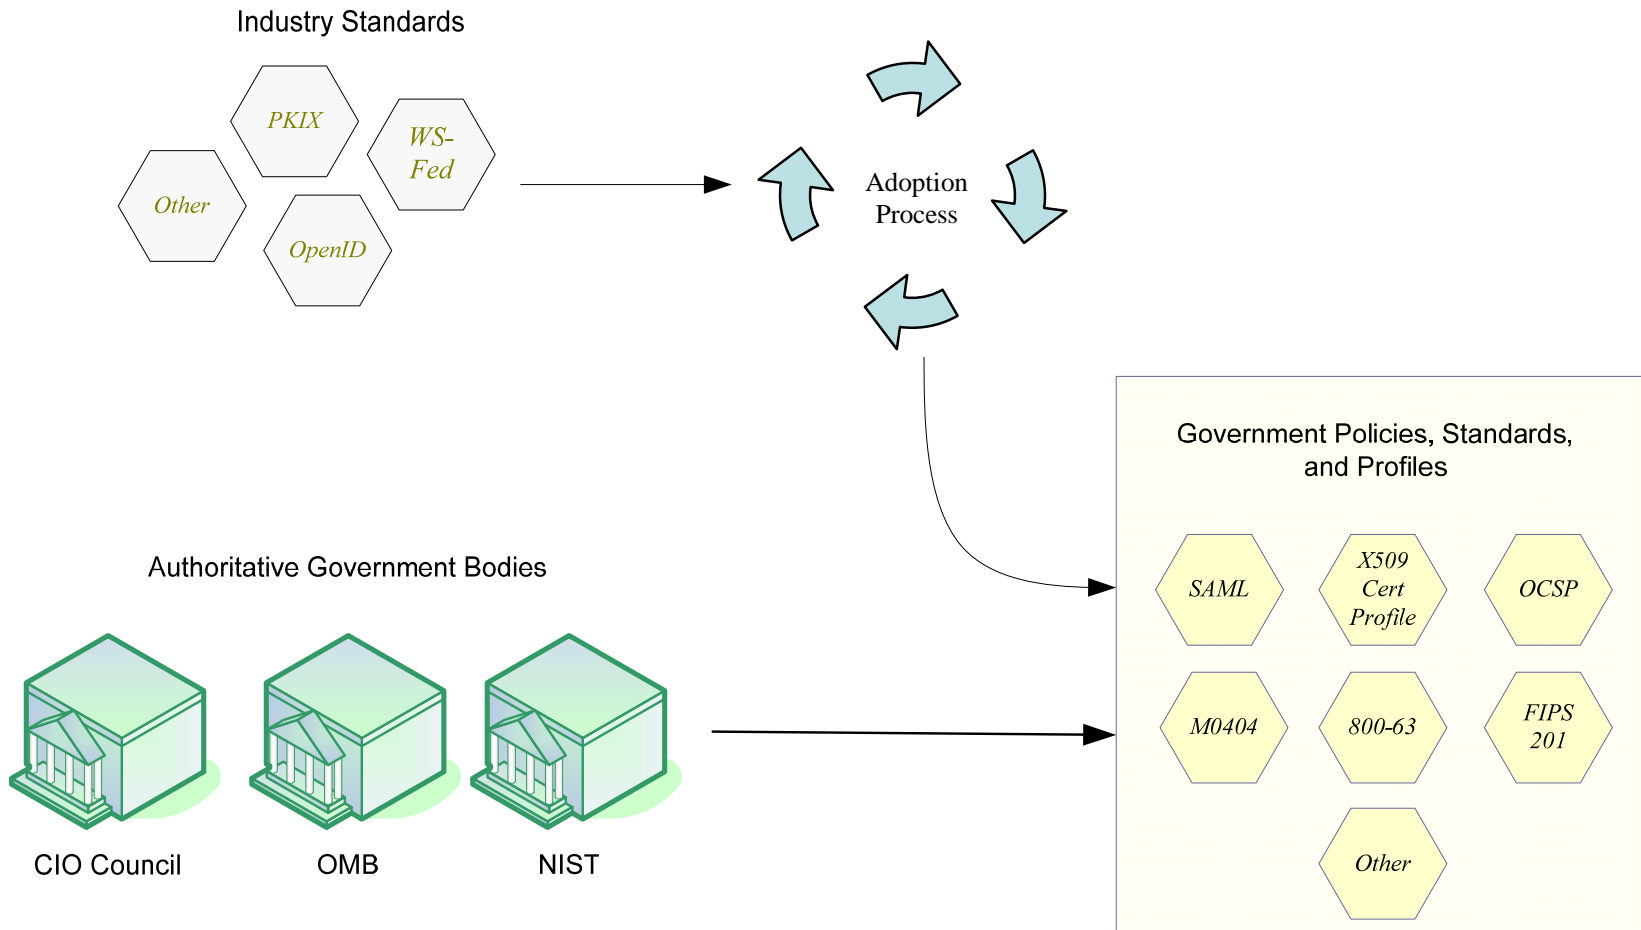 Industry Standards
PKIX
WS-
Fed
Other
OpenID
Adoption
Process
Government Policies, Standards,
and Profiles
SAML
X509
Cert
Profile
OCSP
M0404
800-63
FIPS
201
Other
Authoritative Government Bodies
CIO Council
OMB
NIST